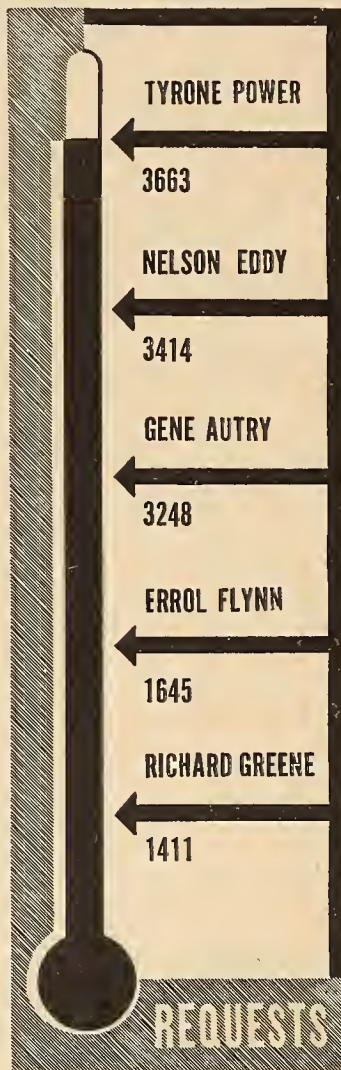 TYRONE POWER
3663
NELSON EDDY
3414
GENE AUTRY
3248
ERROL FLYNN
1645
RICHARD GREENE
1411
REQUESTS